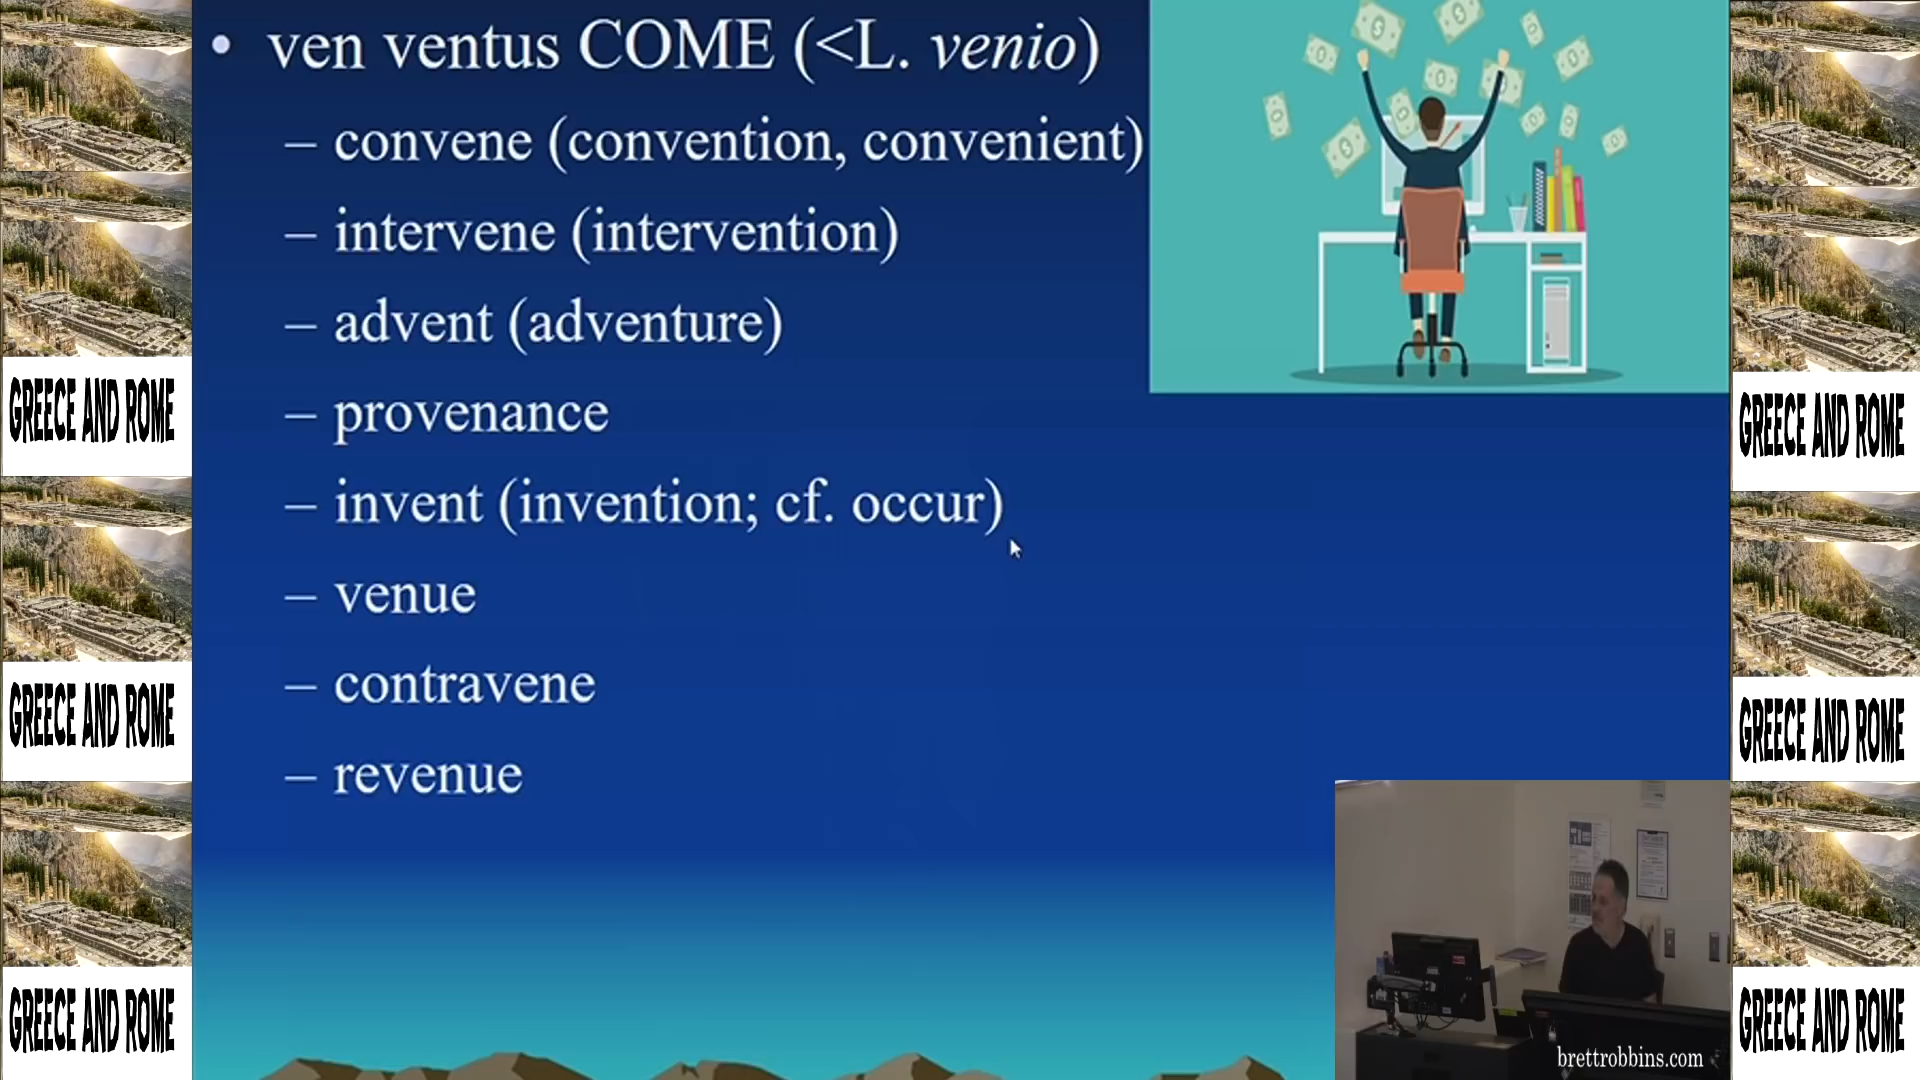 • ven ventus COME (<L. venio)
– convene (convention, convenient)
– intervene (intervention)
– advent (adventure)
– provenance
– invent (invention; cf. occur)
– venue
– contravene
– revenue
GREECE AND ROME
GREECE AND ROME
GREECE AND ROME
GREECE AND ROME
GREECE AND ROME
GREECE AND ROME
brettrobbins.com